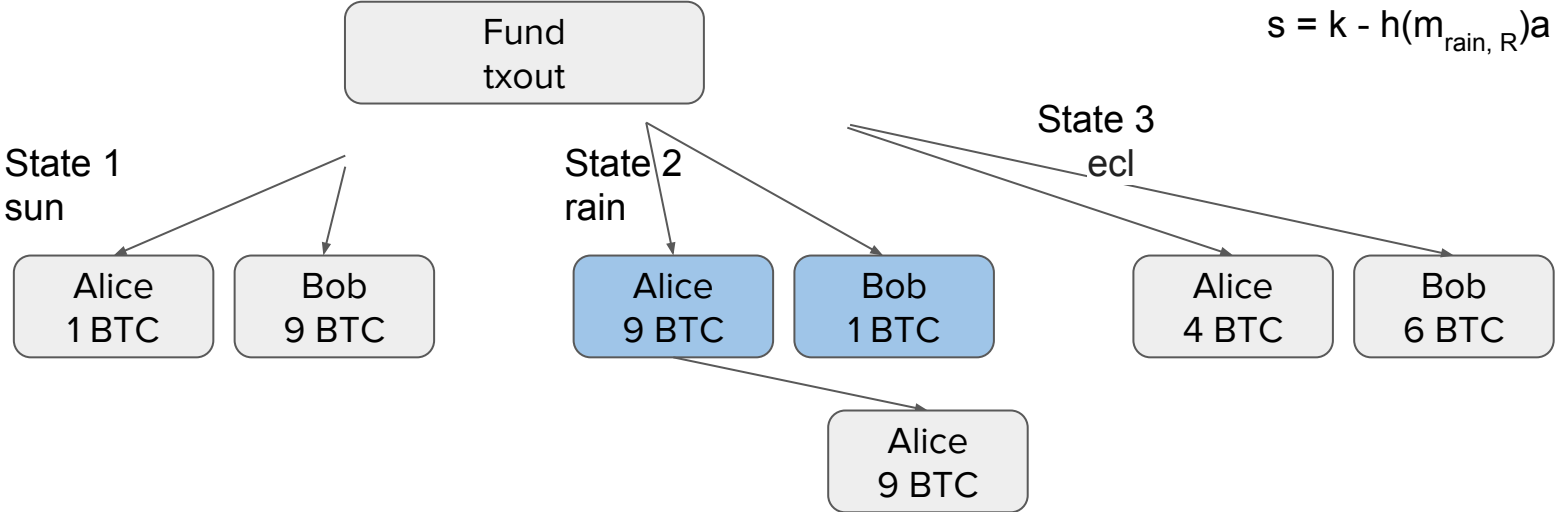 Fund
txout
s = k - h(m_rain, R)a
State 1
sun
State 2
rain
State 3
ecl
Alice
1 BTC
Bob
9 BTC
Alice
9 BTC
Bob
1 BTC
Alice
4 BTC
Bob
6 BTC
Alice
9 BTC